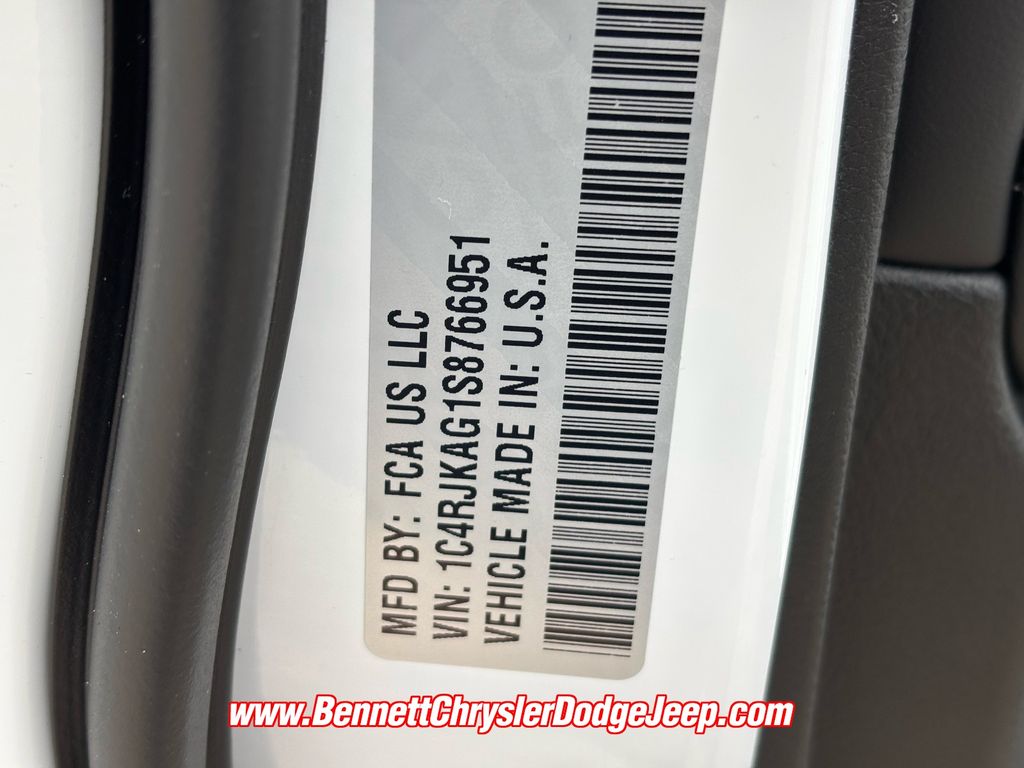 MFD BY: FCA US LLC
VIN: 1C4RJKAG1S8766951
VEHICLE MADE IN: U.S.A.
www.BennettChryslerDodgeJeep.com